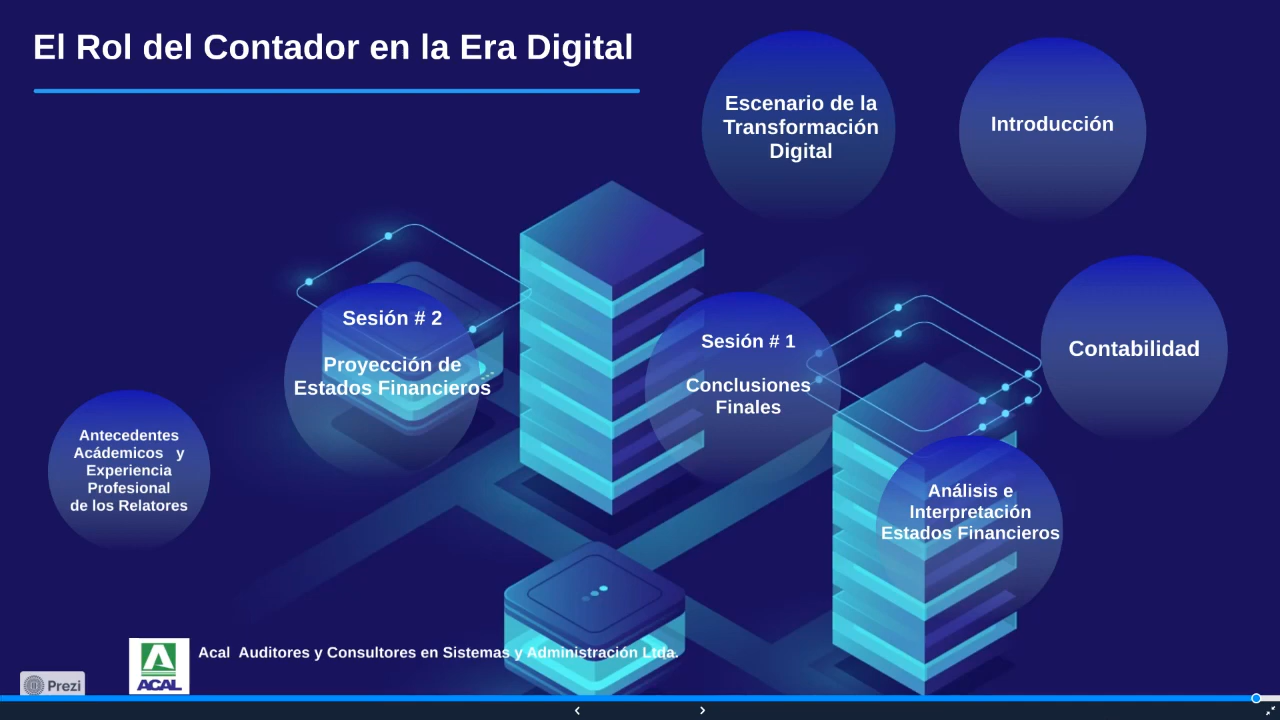 El Rol del Contador en la Era Digital
Escenario de la
Transformación
Digital
Introducción
Sesión # 2
Proyección de
Estados Financieros
Sesión # 1
Conclusiones
Finales
Contabilidad
Antecedentes
Acádemicos y
Experiencia
Profesional
de los Relatores
Análisis e
Interpretación
Estados Financieros
Acal Auditores y Consultores en Sistemas y Administración Ltda.
ACAL
Prezi